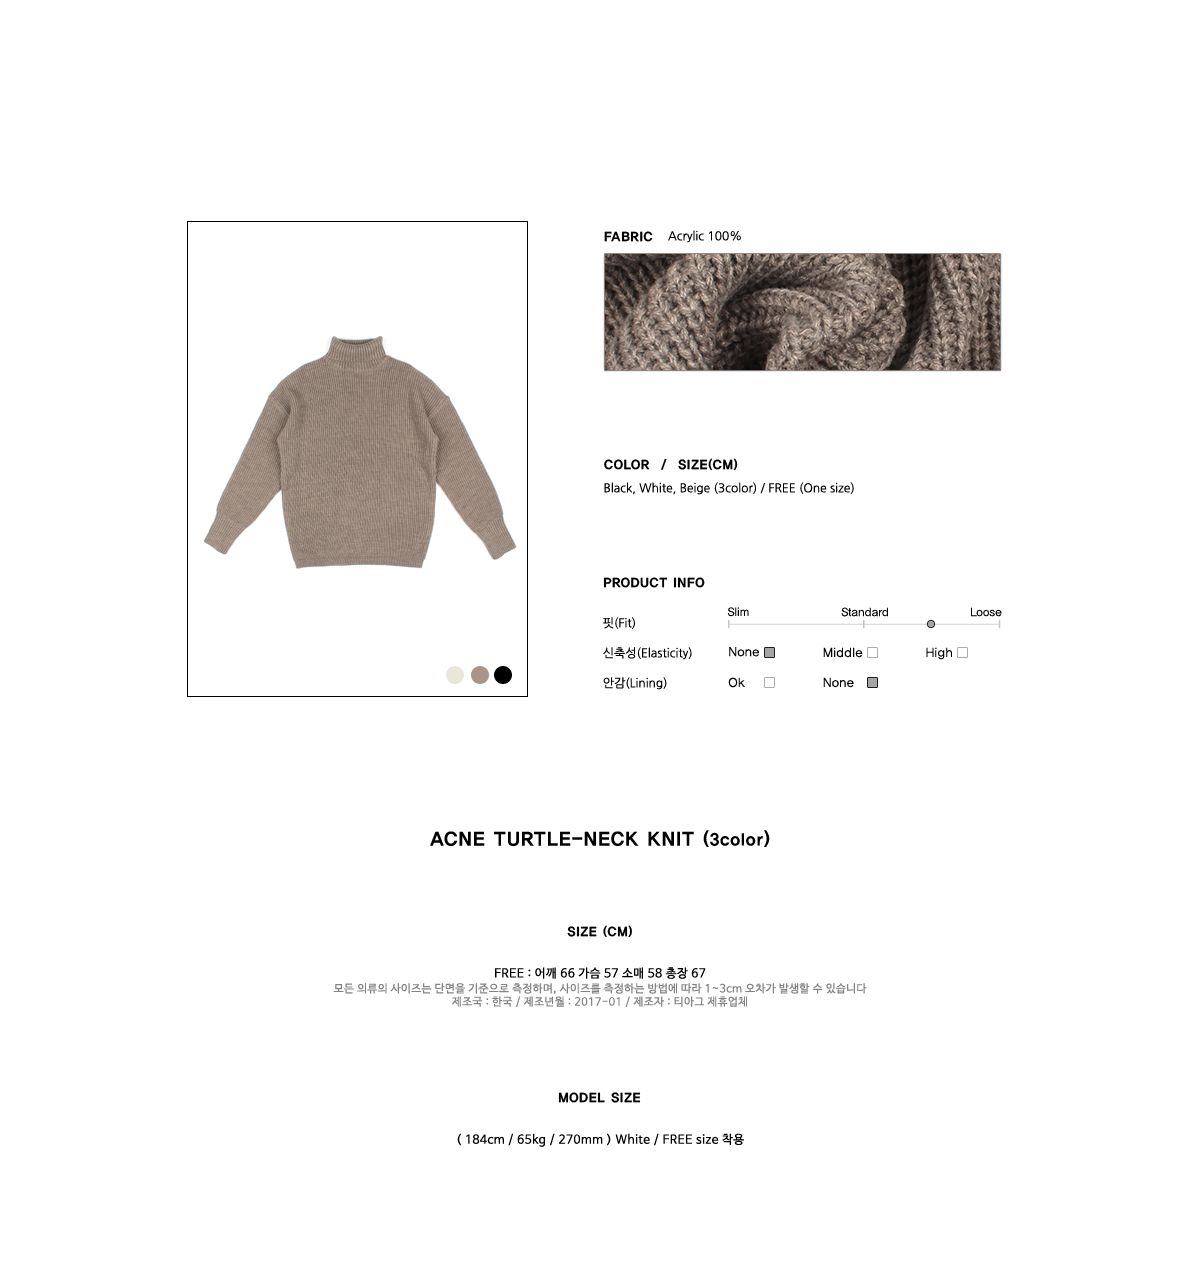 FABRIC Acrylic 100%
COLOR / SIZE(CM)
Black, White, Beige (3color) / FREE (One size)
PRODUCT INFO
핏(Fit) Slim Standard Loose
신축성(Elasticity) None Middle High
안감(Lining) Ok None
ACNE TURTLE-NECK KNIT (3color)
SIZE (CM)
FREE : 어깨 66 가슴 57 소매 58 총장 67
모든 의류의 사이즈는 단면을 기준으로 측정하며, 사이즈를 측정하는 방법에 따라 1~3cm 오차가 발생할 수 있습니다
제조국 : 한국 / 제조년월 : 2017-01 / 제조자 : 티아그 제휴업체
MODEL SIZE
( 184cm / 65kg / 270mm ) White / FREE size 착용